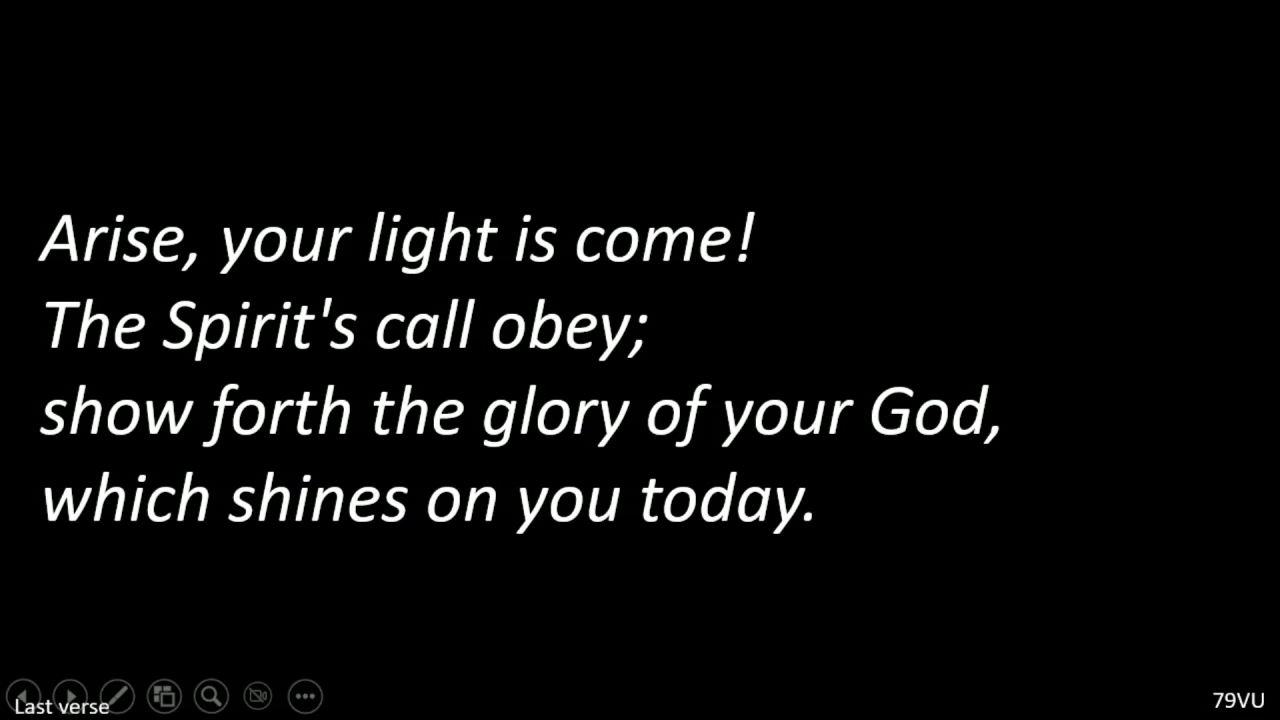 Arise, your light is come!
The Spirit's call obey;
show forth the glory of your God,
which shines on you today.
Last verse
79VU